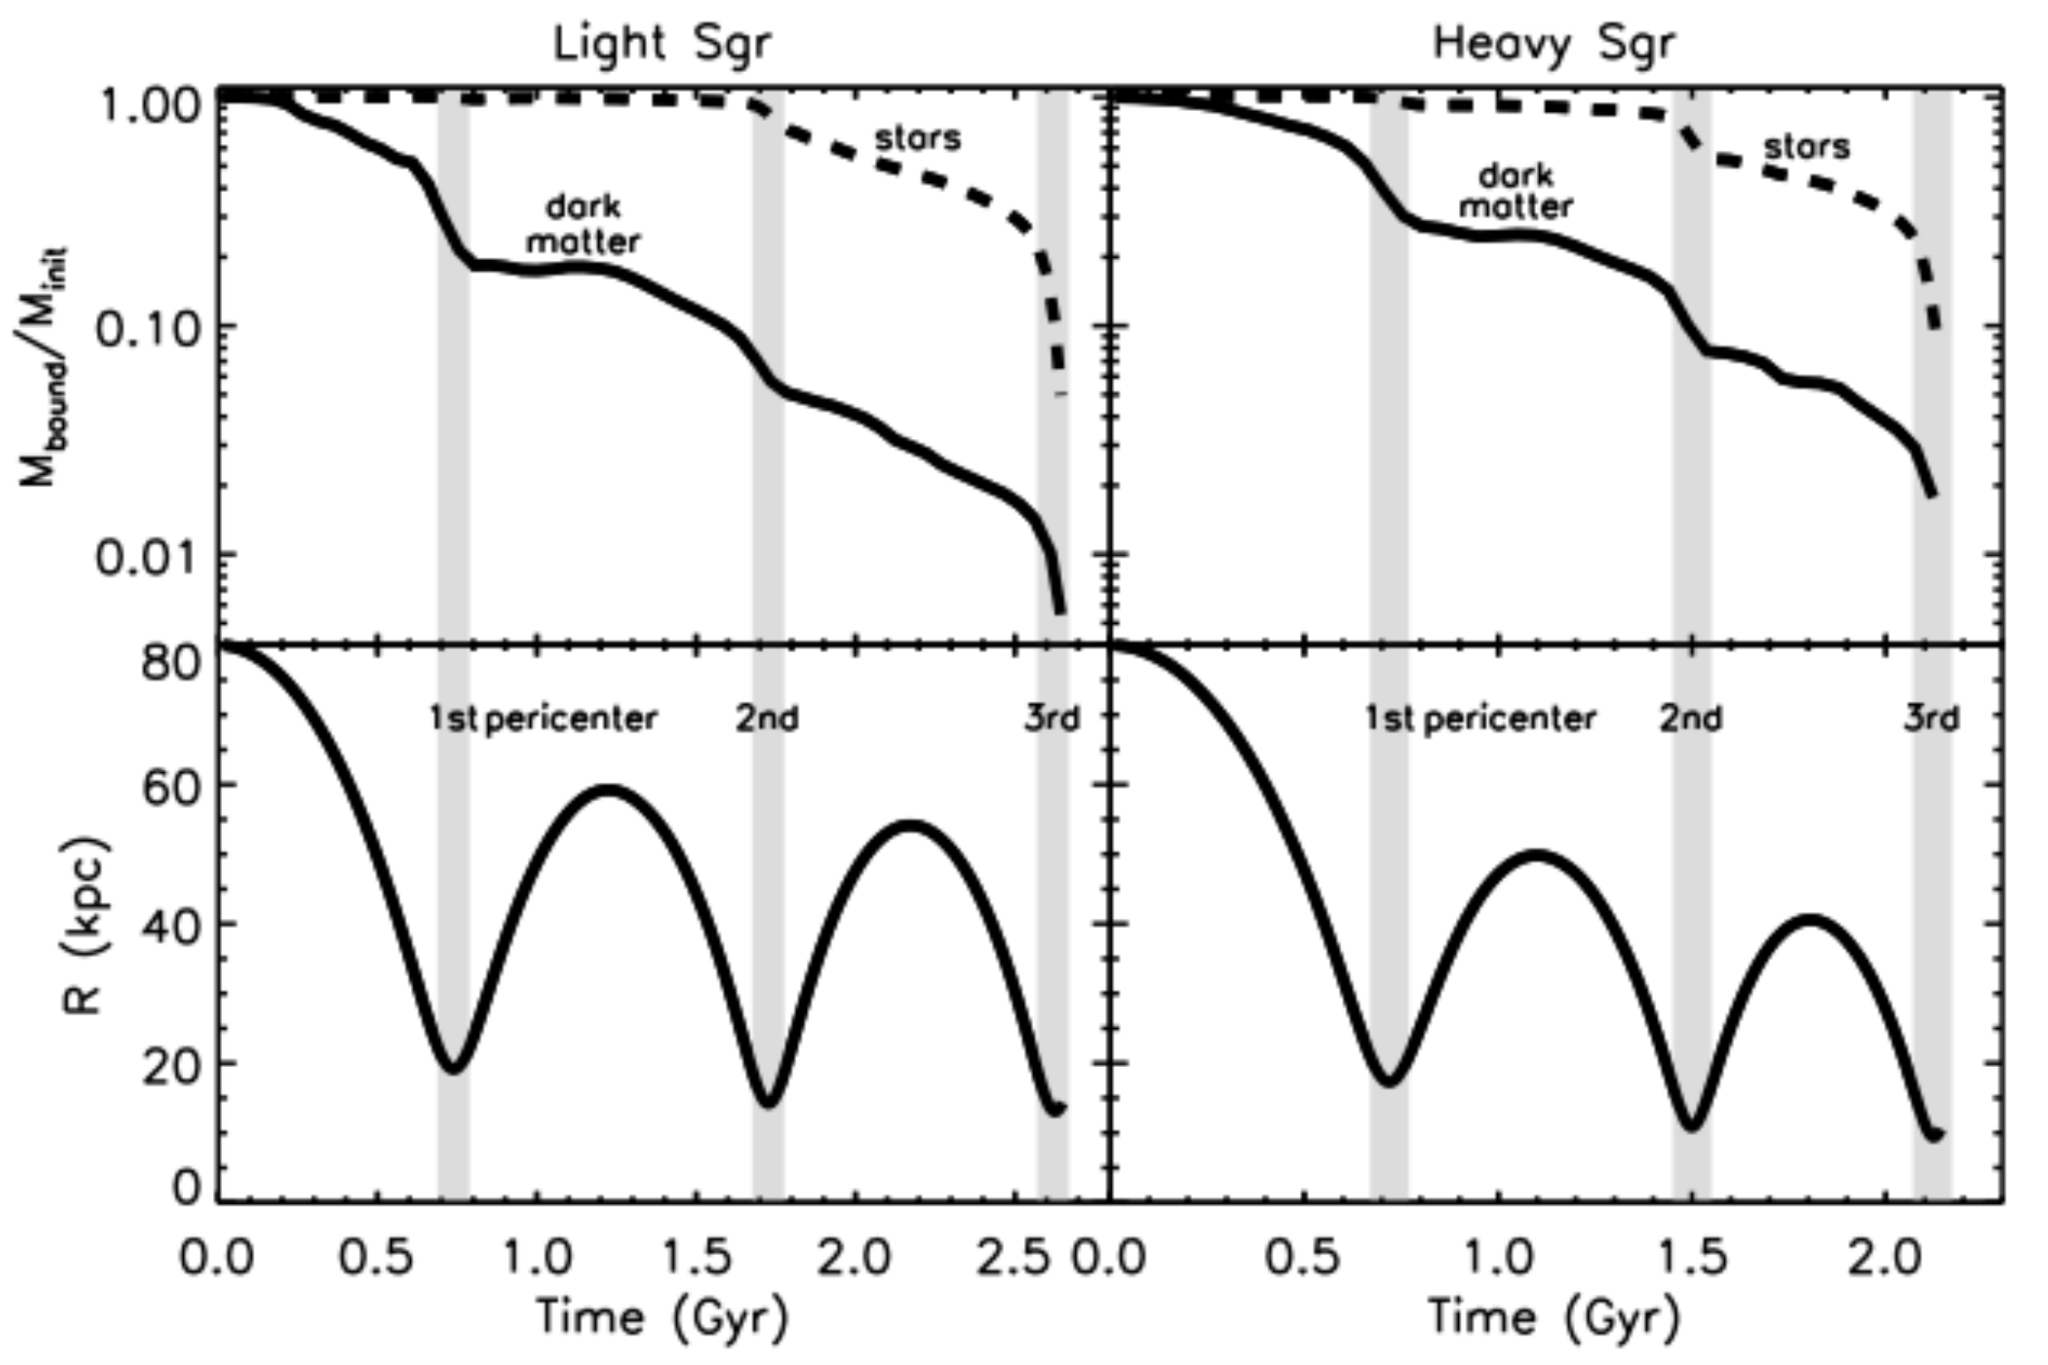 Light Sgr
Heavy Sgr
1.00
0.10
0.01
M_bound/M_init
stars
dark
matter
stars
dark
matter
80
60
40
20
0
R (kpc)
1st pericenter 2nd 3rd
1st pericenter 2nd 3rd
0.0 0.5 1.0 1.5 2.0 2.5
0.0 0.5 1.0 1.5 2.0
Time (Gyr)
Time (Gyr)